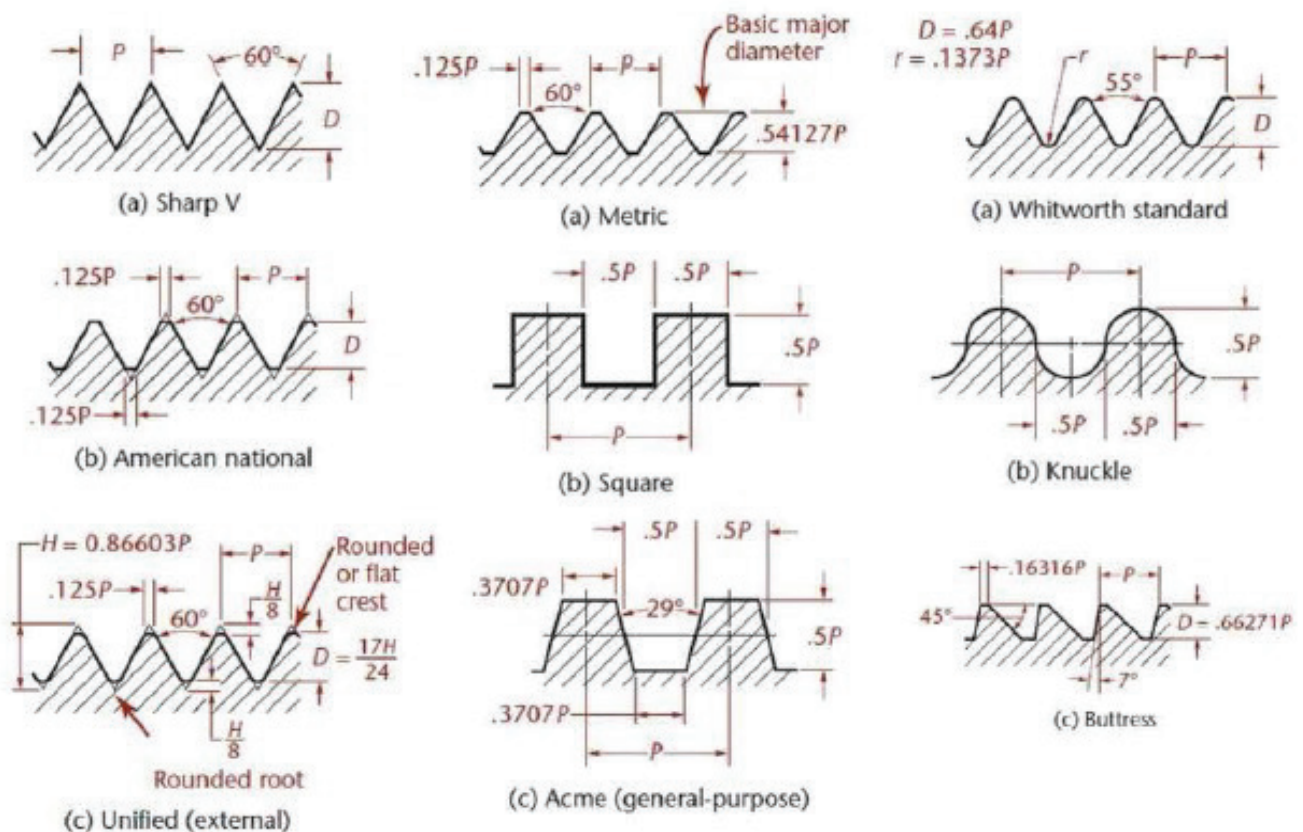 P
60°
D
(a) Sharp V
.125P
60°
P
Basic major
diameter
.54127P
(a) Metric
D = .64P
r = .1373P
r
55°
P
D
(a) Whitworth standard
.125P
60°
P
D
.125P
(b) American national
.5P
.5P
.5P
P
(b) Square
P
.5P
.5P
.5P
(b) Knuckle
H = 0.86603P
.125P
60°
P
H
8
Rounded
or flat
crest
D = 17H
24
H
8
Rounded root
(c) Unified (external)
.5P
.5P
.3707P
29°
.5P
.3707P
P
(c) Acme (general-purpose)
.16316P
P
45°
D = .66271P
7°
(c) Buttress